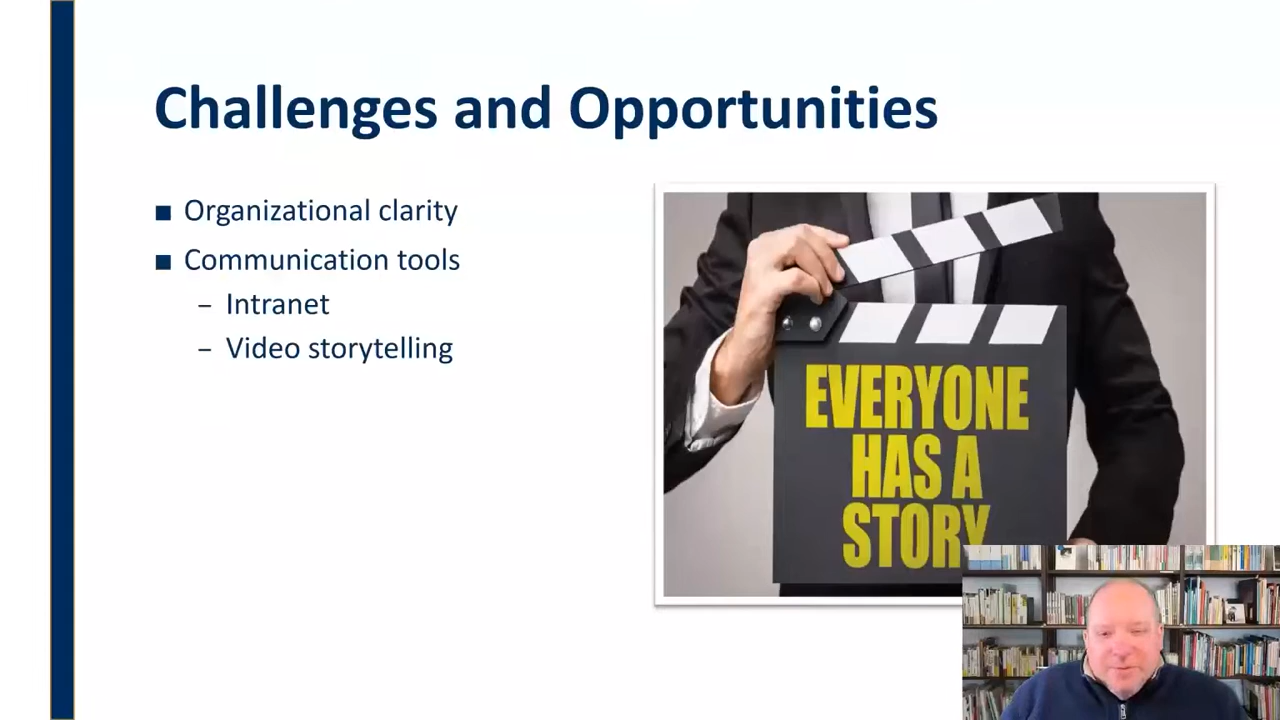 Challenges and Opportunities
Organizational clarity
Communication tools
– Intranet
– Video storytelling
EVERYONE
HAS A
STORY